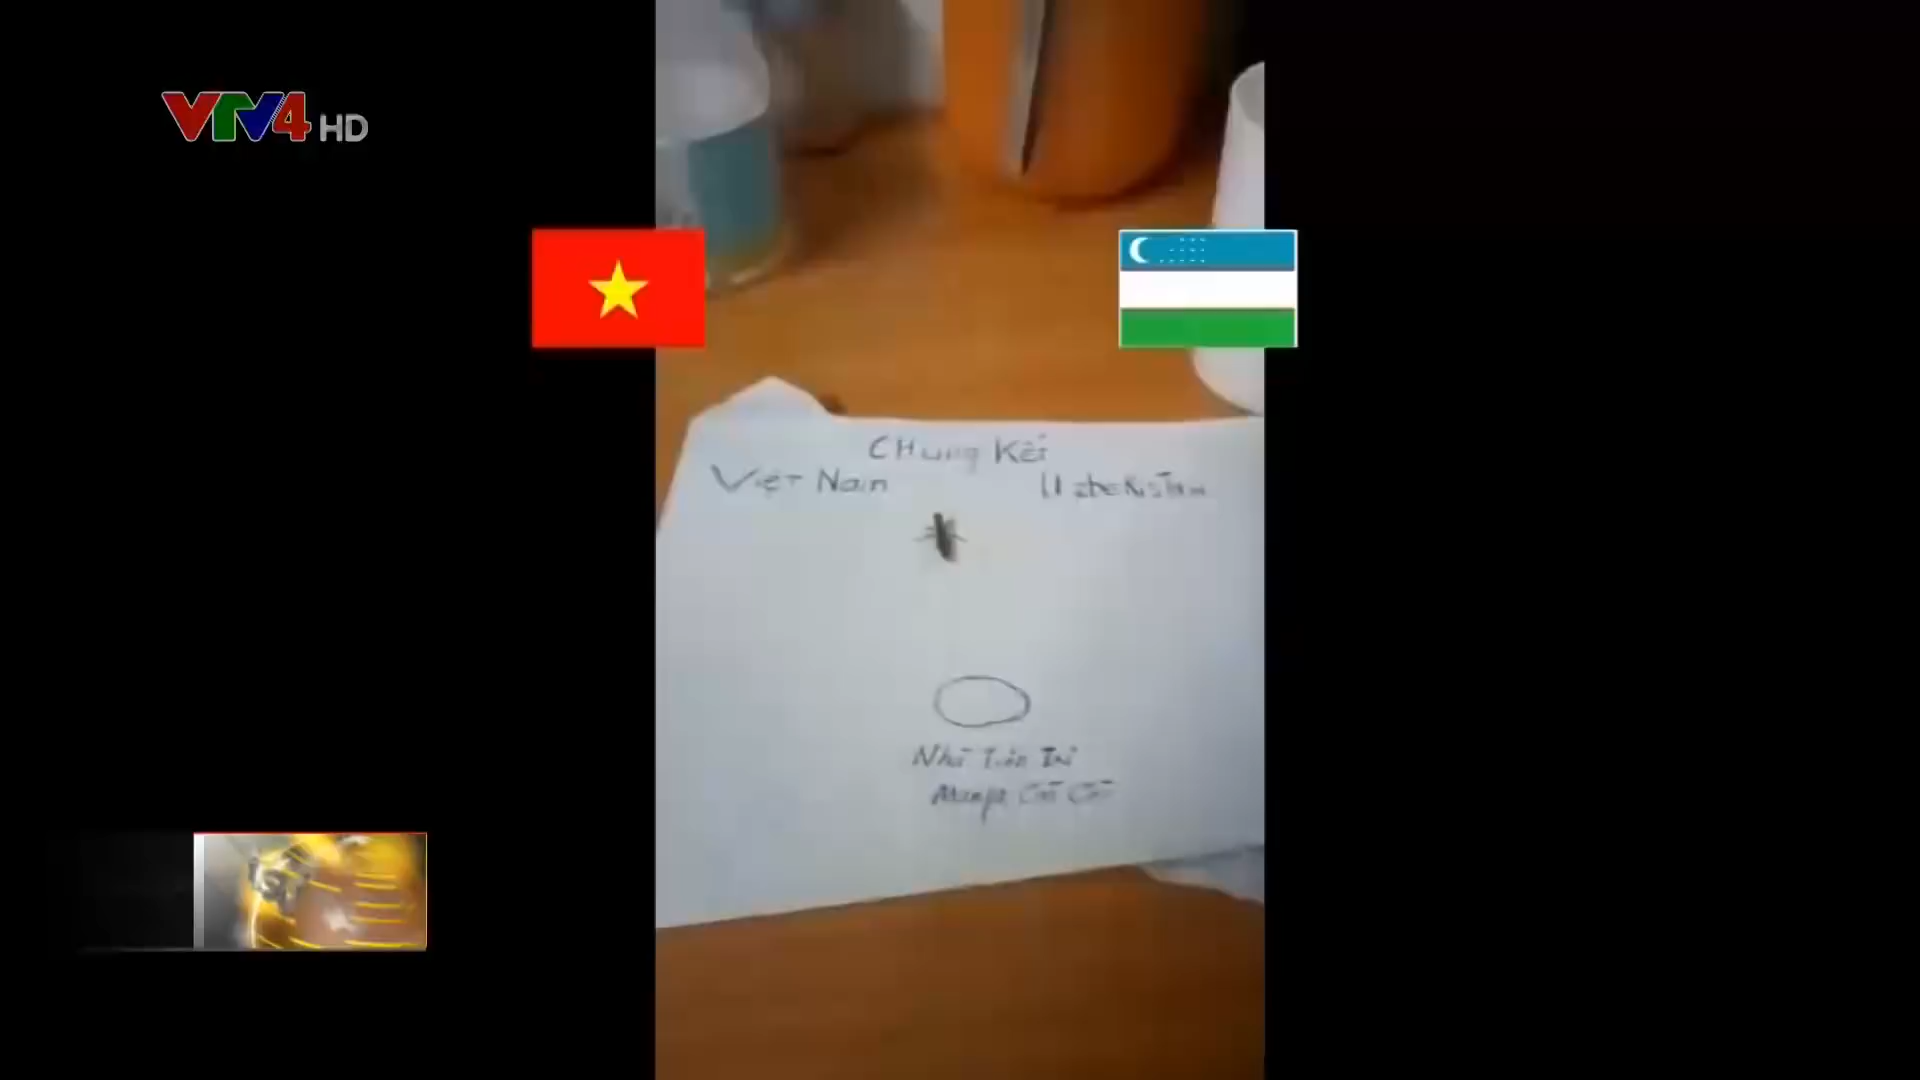 VTV4 HD
CHung Kết
Việt Nam Uzbekistan
Nhà Tiên Tri